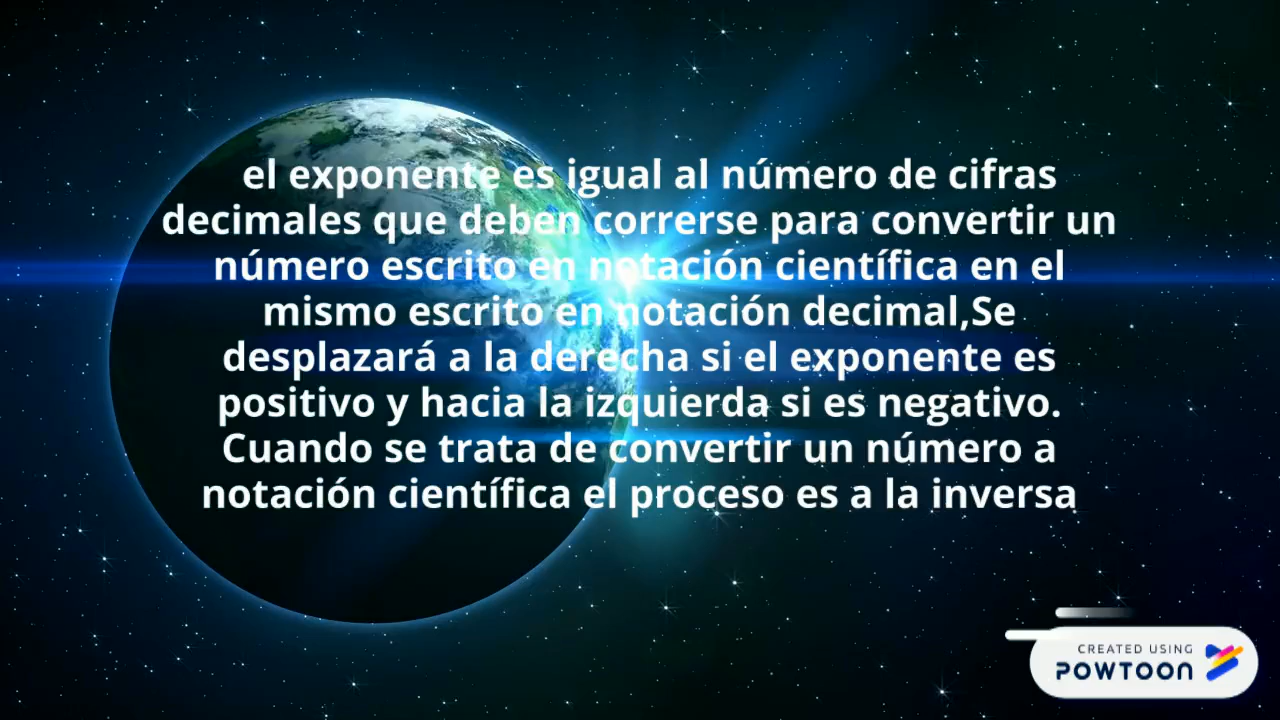 el exponente es igual al número de cifras
decimales que deben correrse para convertir un
número escrito en notación científica en el
mismo escrito en notación decimal,Se
desplazará a la derecha si el exponente es
positivo y hacia la izquierda si es negativo.
Cuando se trata de convertir un número a
notación científica el proceso es a la inversa
CREATED USING
POWTOON